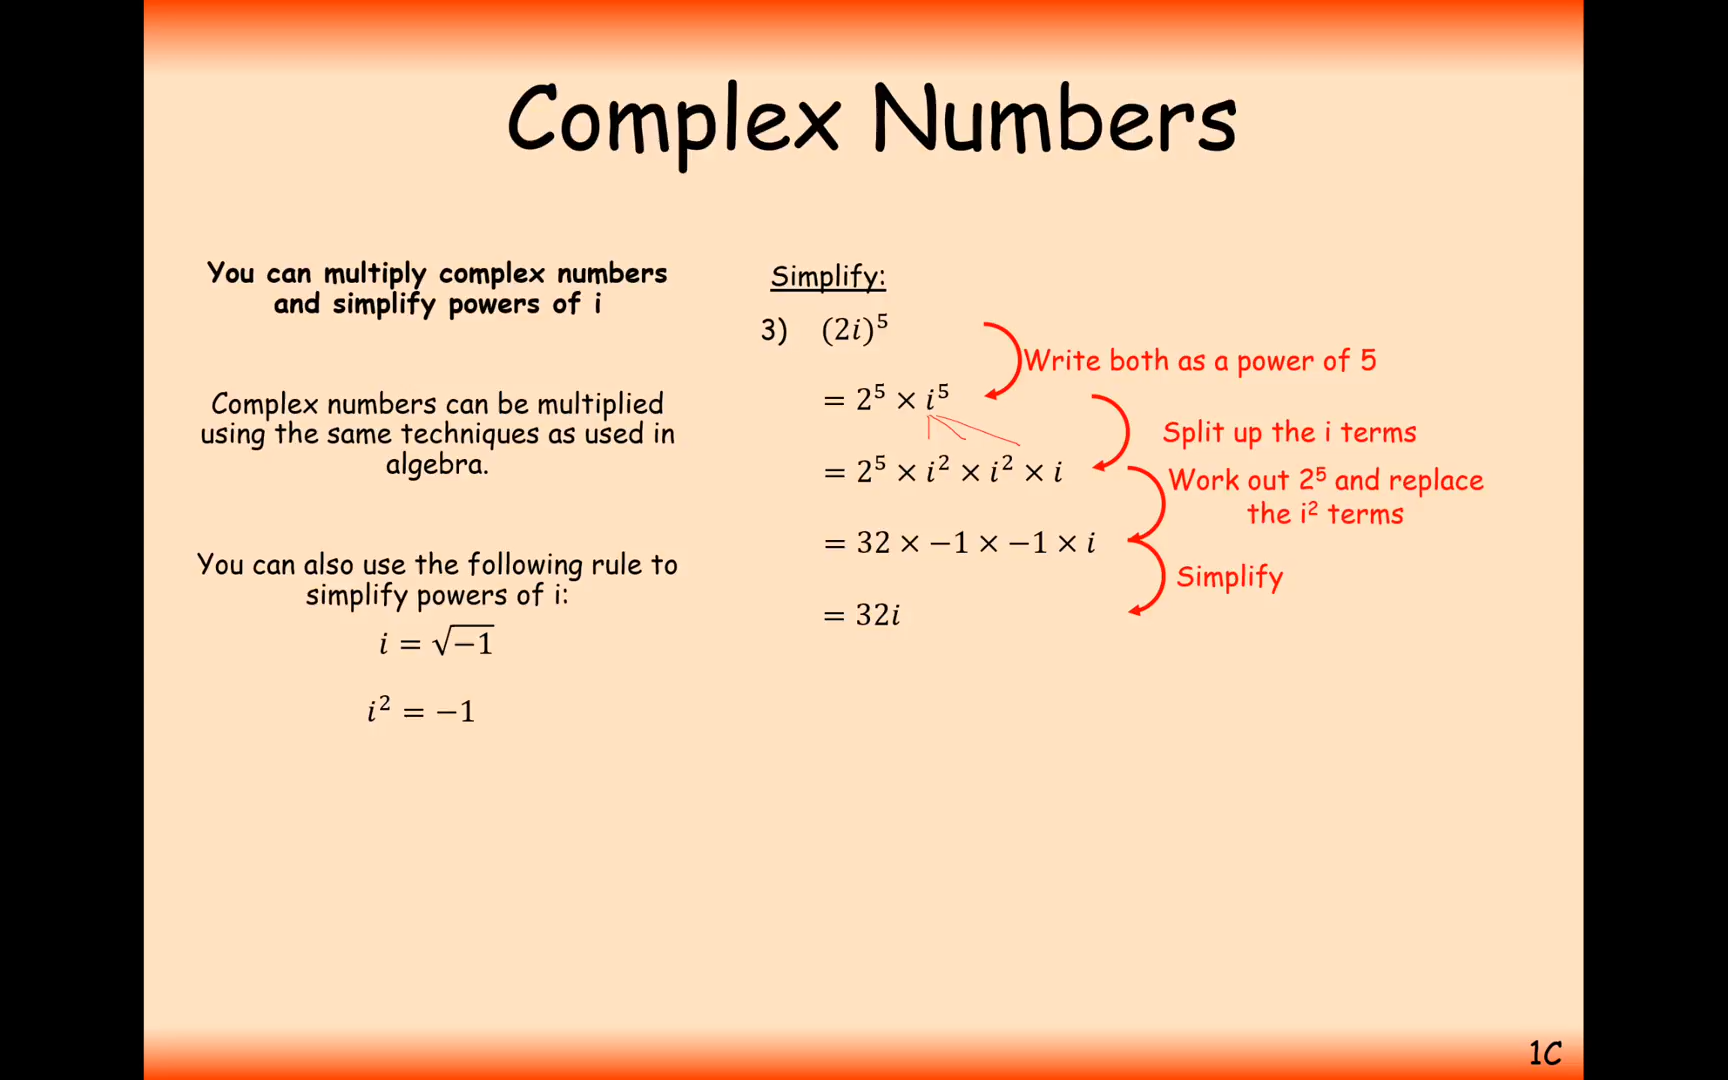 Complex Numbers
You can multiply complex numbers
and simplify powers of i
Complex numbers can be multiplied
using the same techniques as used in
algebra.
You can also use the following rule to
simplify powers of i:
i = √−1
i² = −1
Simplify:
3) (2i)⁵
= 2⁵ × i⁵
= 2⁵ × i² × i² × i
= 32 × −1 × −1 × i
= 32i
Write both as a power of 5
Split up the i terms
Work out 2⁵ and replace
the i² terms
Simplify
1C